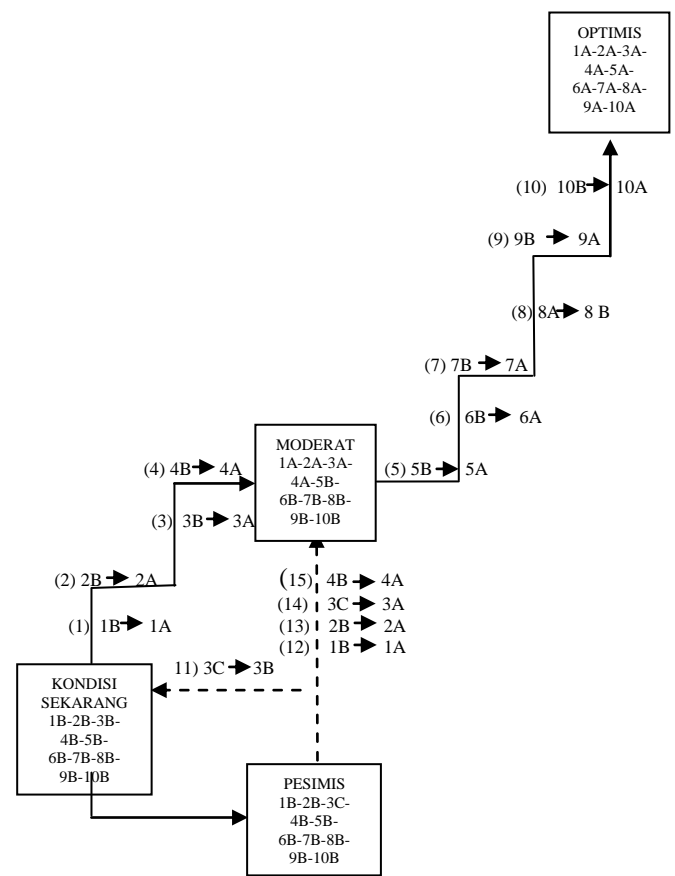 OPTIMIS
1A-2A-3A-
4A-5A-
6A-7A-8A-
9A-10A
(10) 10B 10A
(9) 9B 9A
(8) 8A 8 B
(7) 7B 7A
(6) 6B 6A
(5) 5B 5A
MODERAT
1A-2A-3A-
4A-5B-
6B-7B-8B-
9B-10B
(4) 4B 4A
(3) 3B 3A
(2) 2B 2A
(1) 1B 1A
(15) 4B 4A
(14) 3C 3A
(13) 2B 2A
(12) 1B 1A
11) 3C 3B
KONDISI
SEKARANG
1B-2B-3B-
4B-5B-
6B-7B-8B-
9B-10B
PESIMIS
1B-2B-3C-
4B-5B-
6B-7B-8B-
9B-10B